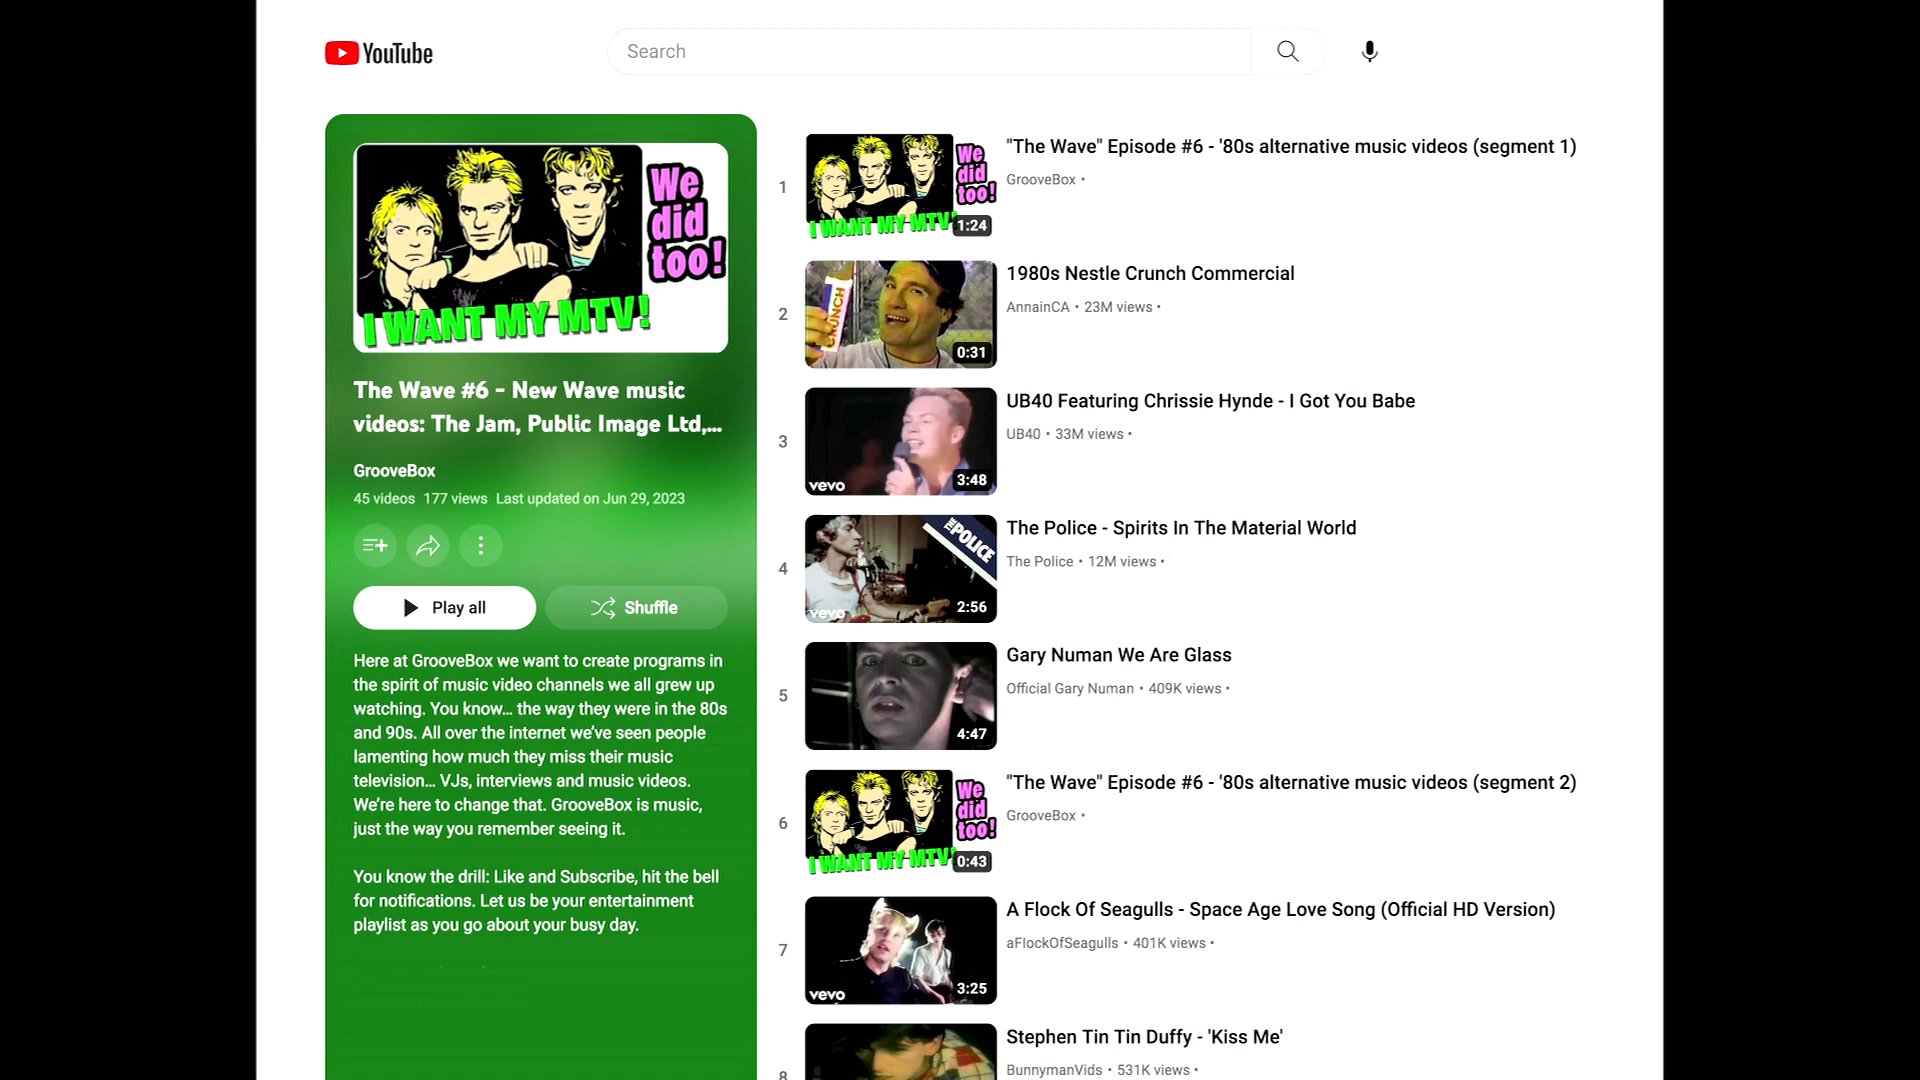 YouTube
Search
We
did
too!
I WANT MY MTV!
The Wave #6 - New Wave music
videos: The Jam, Public Image Ltd,...
GrooveBox
45 videos 177 views Last updated on Jun 29, 2023
Play all
Shuffle
Here at GrooveBox we want to create programs in
the spirit of music video channels we all grew up
watching. You know... the way they were in the 80s
and 90s. All over the internet we've seen people
lamenting how much they miss their music
television... VJs, interviews and music videos.
We're here to change that. GrooveBox is music,
just the way you remember seeing it.
You know the drill: Like and Subscribe, hit the bell
for notifications. Let us be your entertainment
playlist as you go about your busy day.
1
We
did
too!
I WANT MY MTV!
1:24
"The Wave" Episode #6 - '80s alternative music videos (segment 1)
GrooveBox •
2
CRUNCH
0:31
1980s Nestle Crunch Commercial
AnnainCA • 23M views •
3
vevo
3:48
UB40 Featuring Chrissie Hynde - I Got You Babe
UB40 • 33M views •
4
THE POLICE
vevo
2:56
The Police - Spirits In The Material World
The Police • 12M views •
5
4:47
Gary Numan We Are Glass
Official Gary Numan • 409K views •
6
We
did
too!
I WANT MY MTV!
0:43
"The Wave" Episode #6 - '80s alternative music videos (segment 2)
GrooveBox •
7
vevo
3:25
A Flock Of Seagulls - Space Age Love Song (Official HD Version)
aFlockOfSeagulls • 401K views •
8
Stephen Tin Tin Duffy - 'Kiss Me'
BunnymanVids • 531K views •